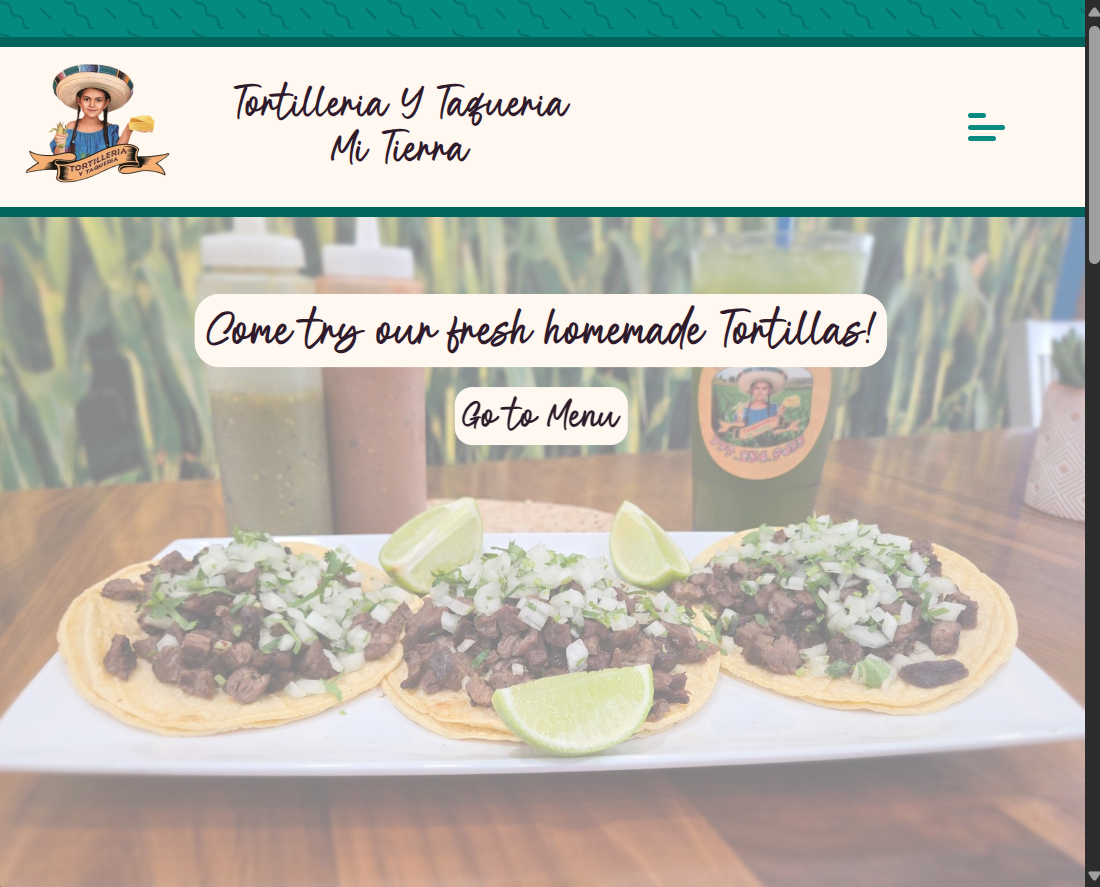 TORTILLERIA
Y TAQUERIA
Tortilleria Y Taqueria
Mi Tierra
Come try our fresh homemade Tortillas!
Go to Menu